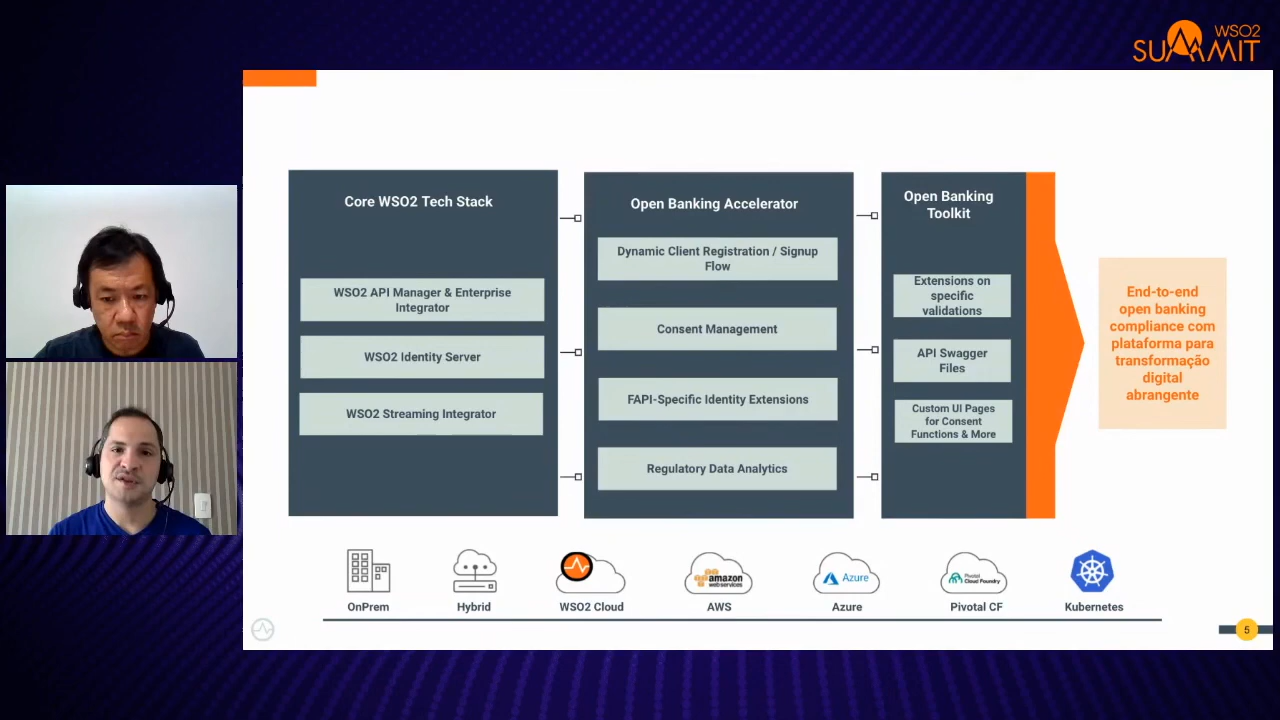 WSO2
SUMMIT
Core WSO2 Tech Stack
WSO2 API Manager & Enterprise
Integrator
WSO2 Identity Server
WSO2 Streaming Integrator
Open Banking Accelerator
Dynamic Client Registration / Signup
Flow
Consent Management
FAPI-Specific Identity Extensions
Regulatory Data Analytics
Open Banking
Toolkit
Extensions on
specific
validations
API Swagger
Files
Custom UI Pages
for Consent
Functions & More
End-to-end
open banking
compliance com
plataforma para
transformação
digital
abrangente
OnPrem
Hybrid
WSO2 Cloud
amazon
web services
AWS
Azure
Azure
Pivotal
Cloud Foundry
Pivotal CF
Kubernetes
5